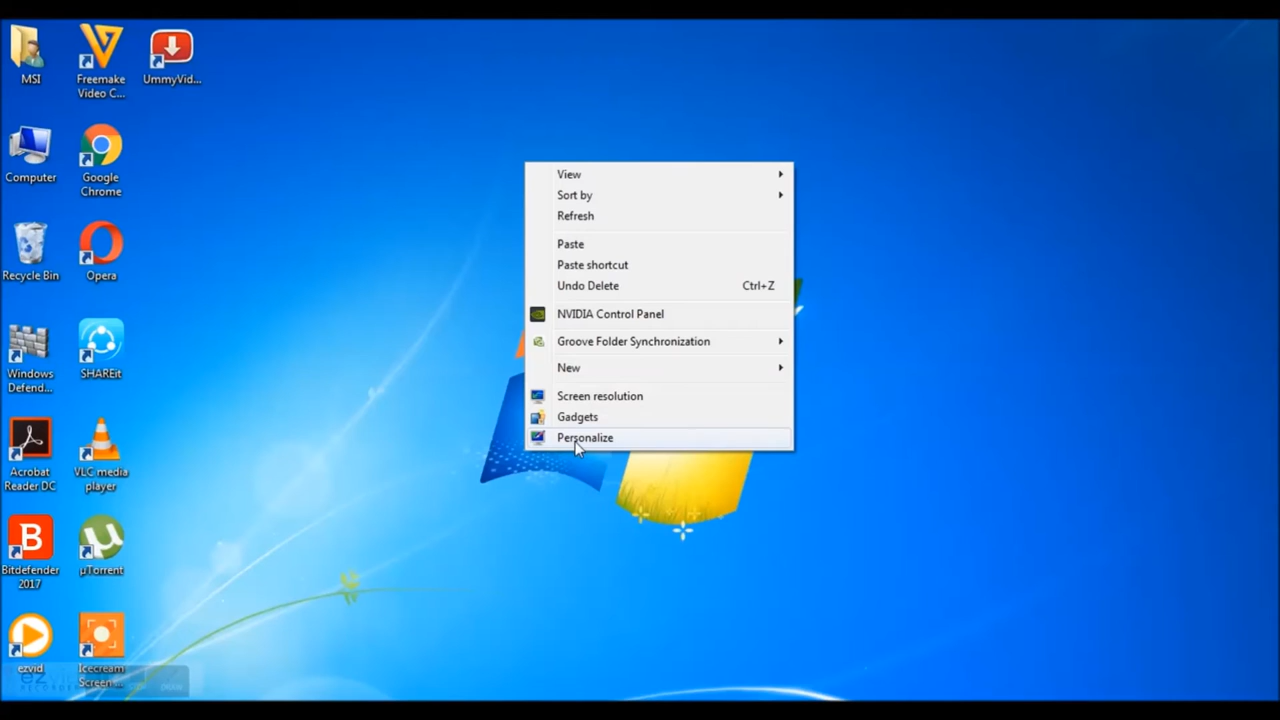 MSI
Freemake
Video C...
UmmyVid...
Computer
Google
Chrome
Recycle Bin
Opera
Windows
Defend...
SHAREit
Acrobat
Reader DC
VLC media
player
B
Bitdefender
2017
µ
µTorrent
ezvid
Icecream
Screen...
ezvid
RECORDER
View
Sort by
Refresh
Paste
Paste shortcut
Undo Delete Ctrl+Z
NVIDIA Control Panel
Groove Folder Synchronization
New
Screen resolution
Gadgets
Personalize